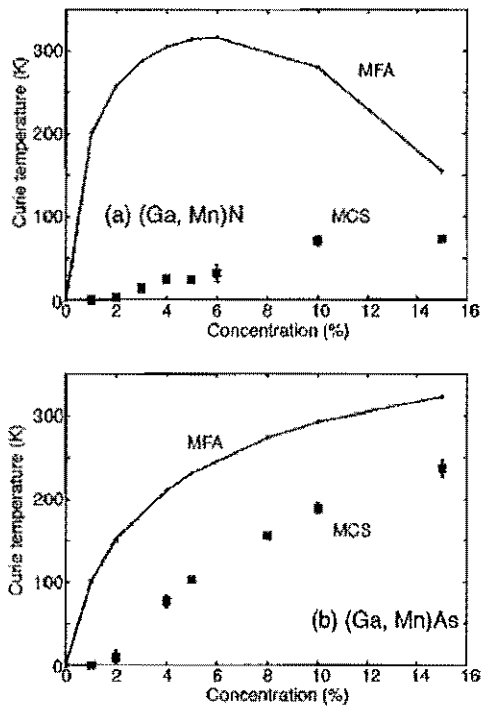 300
MFA
Curie temperature (K)
200
100
(a) (Ga, Mn)N
MCS
0
0 2 4 6 8 10 12 14 16
Concentration (%)
300
MFA
Curie temperature (K)
200
MCS
100
(b) (Ga, Mn)As
0
0 2 4 6 8 10 12 14 16
Concentration (%)